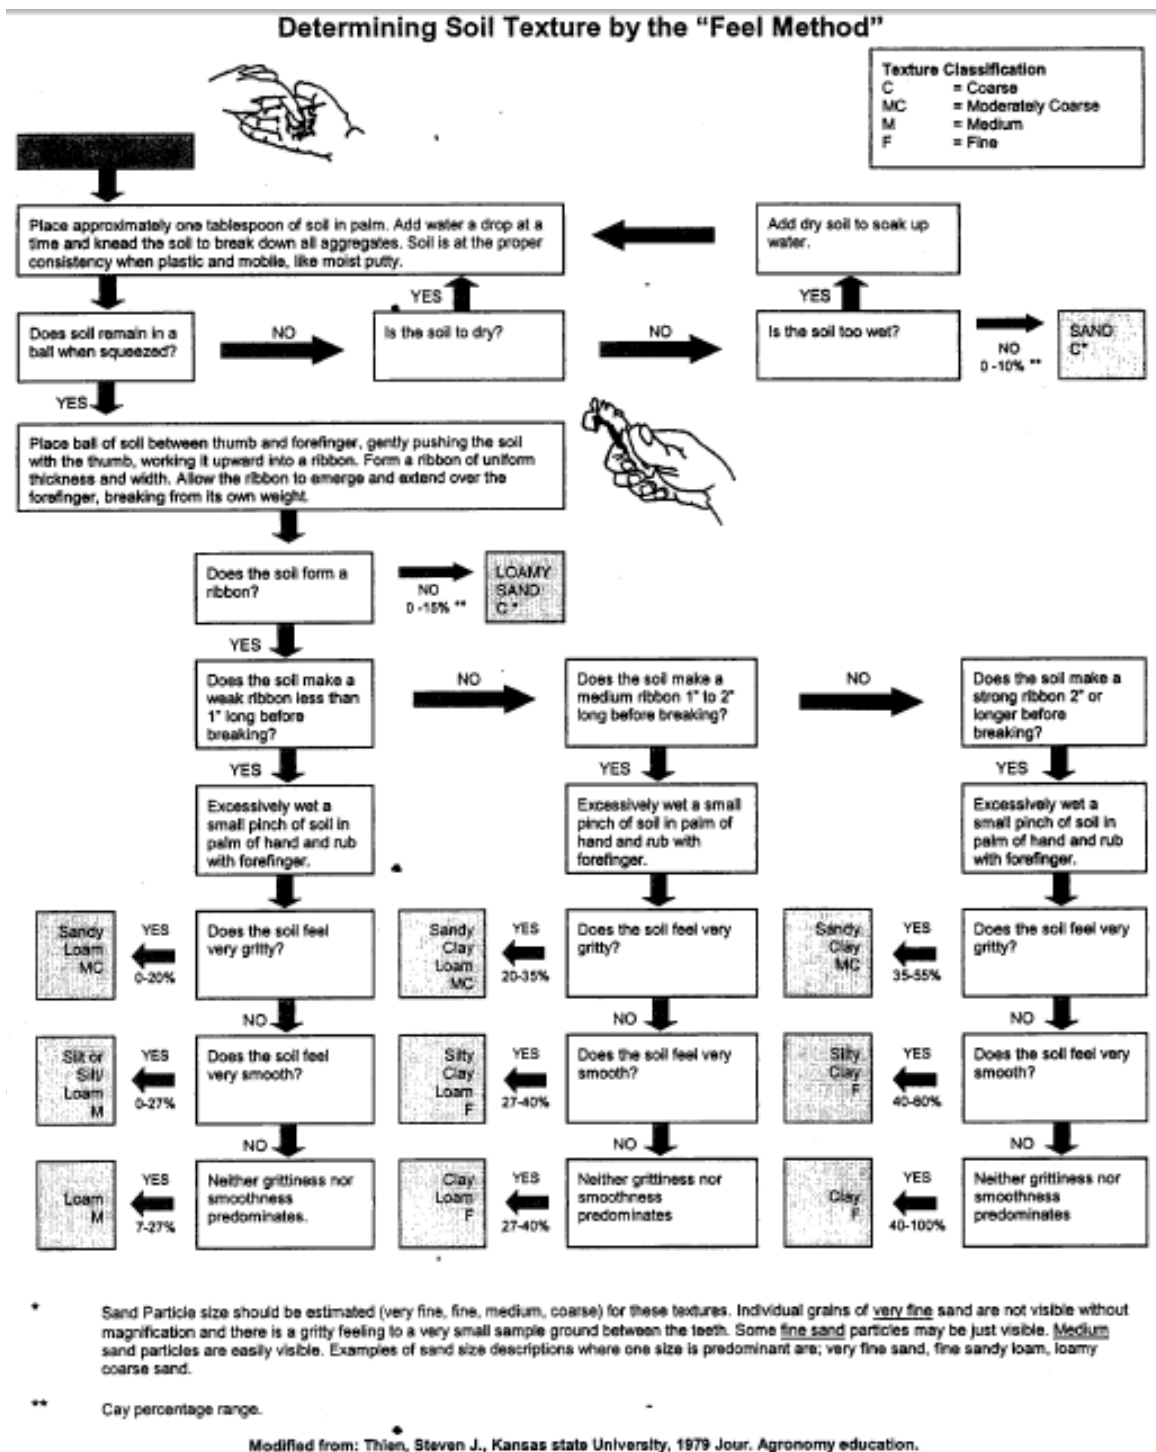 Determining Soil Texture by the “Feel Method”
Texture Classification
C = Coarse
MC = Moderately Coarse
M = Medium
F = Fine
Place approximately one tablespoon of soil in palm. Add water a drop at a
time and knead the soil to break down all aggregates. Soil is at the proper
consistency when plastic and mobile, like moist putty.
Add dry soil to soak up
water.
YES
YES
Does soil remain in a
ball when squeezed?
NO
Is the soil to dry?
NO
Is the soil too wet?
NO
0 -10% **
SAND
C*
YES
Place ball of soil between thumb and forefinger, gently pushing the soil
with the thumb, working it upward into a ribbon. Form a ribbon of uniform
thickness and width. Allow the ribbon to emerge and extend over the
forefinger, breaking from its own weight.
Does the soil form a
ribbon?
NO
0 -15% **
LOAMY
SAND
C *
YES
Does the soil make a
weak ribbon less than
1" long before
breaking?
NO
Does the soil make a
medium ribbon 1" to 2"
long before breaking?
NO
Does the soil make a
strong ribbon 2" or
longer before
breaking?
YES
YES
YES
Excessively wet a
small pinch of soil in
palm of hand and rub
with forefinger.
Excessively wet a small
pinch of soil in palm of
hand and rub with
forefinger.
Excessively wet a
small pinch of soil in
palm of hand and rub
with forefinger.
Sandy
Loam
MC
YES
0-20%
Does the soil feel
very gritty?
Sandy
Clay
Loam
MC
YES
20-35%
Does the soil feel very
gritty?
Sandy
Clay
MC
YES
35-55%
Does the soil feel very
gritty?
NO
NO
NO
Silt or
Silt/
Loam
M
YES
0-27%
Does the soil feel
very smooth?
Silty
Clay
Loam
F
YES
27-40%
Does the soil feel very
smooth?
Silty
Clay
F
YES
40-60%
Does the soil feel very
smooth?
NO
NO
NO
Loam
M
YES
7-27%
Neither grittiness nor
smoothness
predominates.
Clay
Loam
F
YES
27-40%
Neither grittiness nor
smoothness
predominates
Clay
F
YES
40-100%
Neither grittiness nor
smoothness
predominates
* Sand Particle size should be estimated (very fine, fine, medium, coarse) for these textures. Individual grains of very fine sand are not visible without
magnification and there is a gritty feeling to a very small sample ground between the teeth. Some fine sand particles may be just visible. Medium
sand particles are easily visible. Examples of sand size descriptions where one size is predominant are; very fine sand, fine sandy loam, loamy
coarse sand.
** Cay percentage range.
Modified from: Thien, Steven J., Kansas state University, 1979 Jour. Agronomy education.